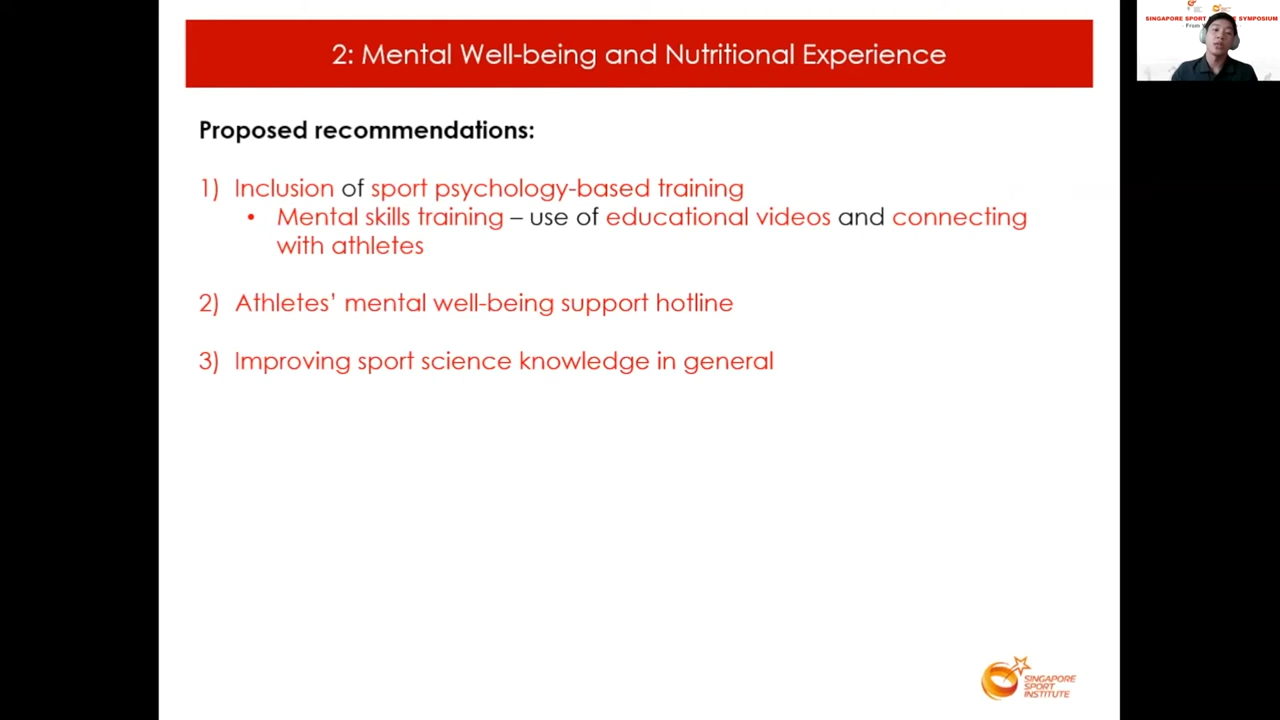 2: Mental Well-being and Nutritional Experience
SINGAPORE SPORT
SYMPOSIUM
Proposed recommendations:
1) Inclusion of sport psychology-based training
• Mental skills training – use of educational videos and connecting
with athletes
2) Athletes’ mental well-being support hotline
3) Improving sport science knowledge in general
SINGAPORE
SPORT
INSTITUTE